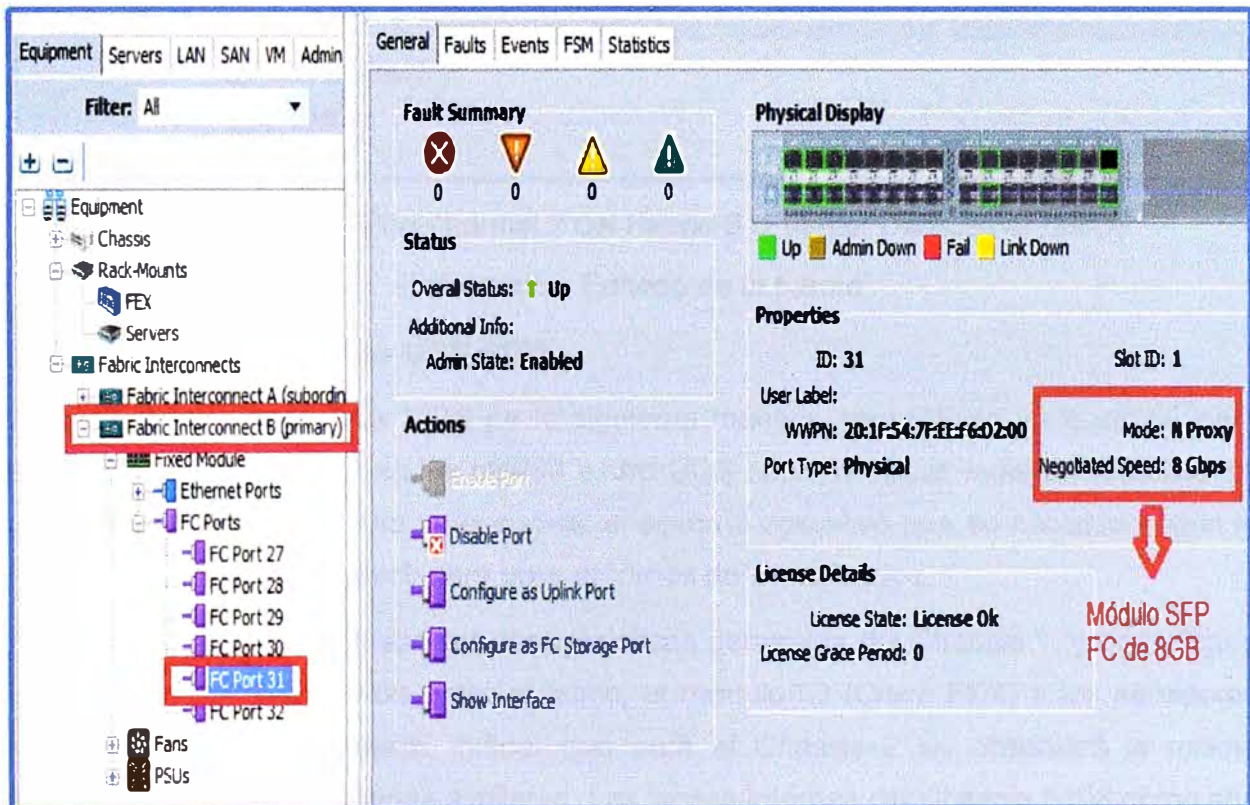 Equipment Servers LAN SAN VM Admin
Filter: All
Equipment
Chassis
Rack-Mounts
FEX
Servers
Fabric Interconnects
Fabric Interconnect A (subordin
Fabric Interconnect B (primary)
Fixed Module
Ethernet Ports
FC Ports
FC Port 27
FC Port 28
FC Port 29
FC Port 30
FC Port 31
FC Port 32
Fans
PSUs
General Faults Events FSM Statistics
Fault Summary
0 0 0 0
Status
Overall Status: Up
Additional Info:
Admin State: Enabled
Actions
Enable Port
Disable Port
Configure as Uplink Port
Configure as FC Storage Port
Show Interface
Physical Display
Up Admin Down Fail Link Down
Properties
ID: 31 Slot ID: 1
User Label:
WWPN: 20:1F:54:7F:EE:f6:D2:00 Mode: N Proxy
Port Type: Physical Negotiated Speed: 8 Gbps
License Details
License State: License Ok
License Grace Period: 0
Módulo SFP
FC de 8GB